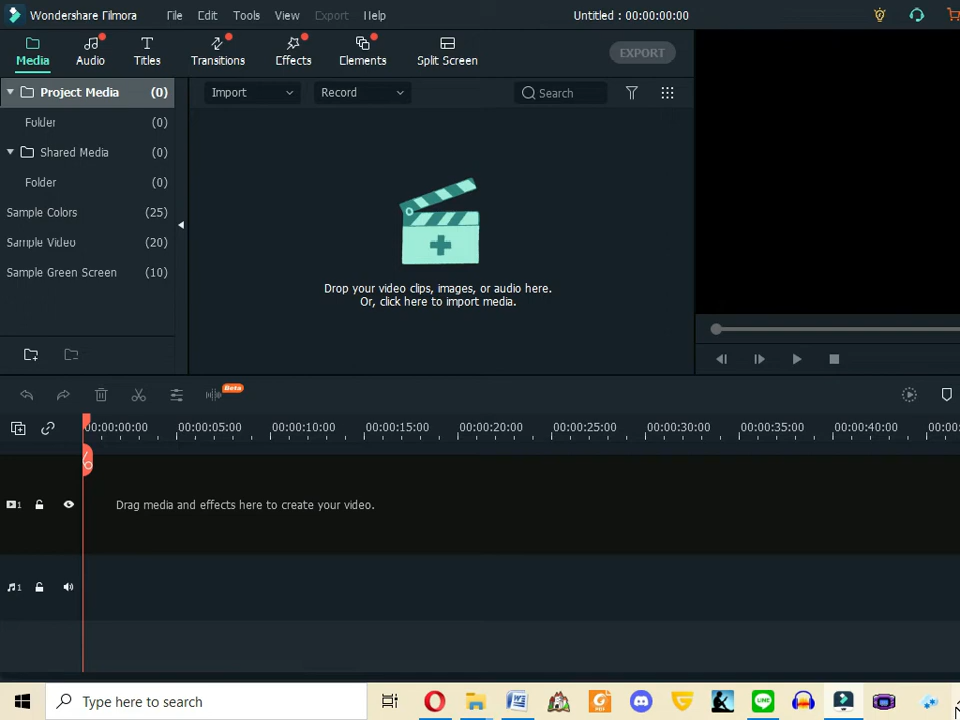 Wondershare Filmora File Edit Tools View Export Help Untitled : 00:00:00:00
Media Audio Titles Transitions Effects Elements Split Screen EXPORT
Project Media (0) Import Record Search
Folder (0)
Shared Media (0)
Folder (0)
Sample Colors (25)
Sample Video (20)
Sample Green Screen (10)
Drop your video clips, images, or audio here.
Or, click here to import media.
Beta
00:00:00:00 00:00:05:00 00:00:10:00 00:00:15:00 00:00:20:00 00:00:25:00 00:00:30:00 00:00:35:00 00:00:40:00 00:00:
1 Drag media and effects here to create your video.
1
Type here to search